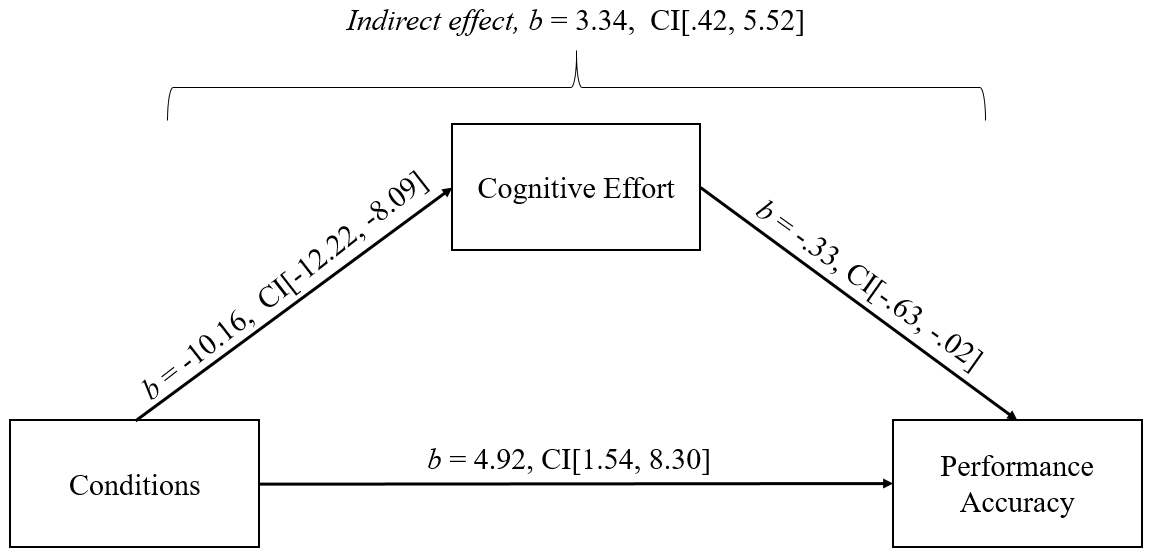 Indirect effect, b = 3.34, CI[.42, 5.52]
Cognitive Effort
b = -10.16, CI[-12.22, -8.09]
b = -.33, CI[-.63, -.02]
b = 4.92, CI[1.54, 8.30]
Conditions
Performance
Accuracy